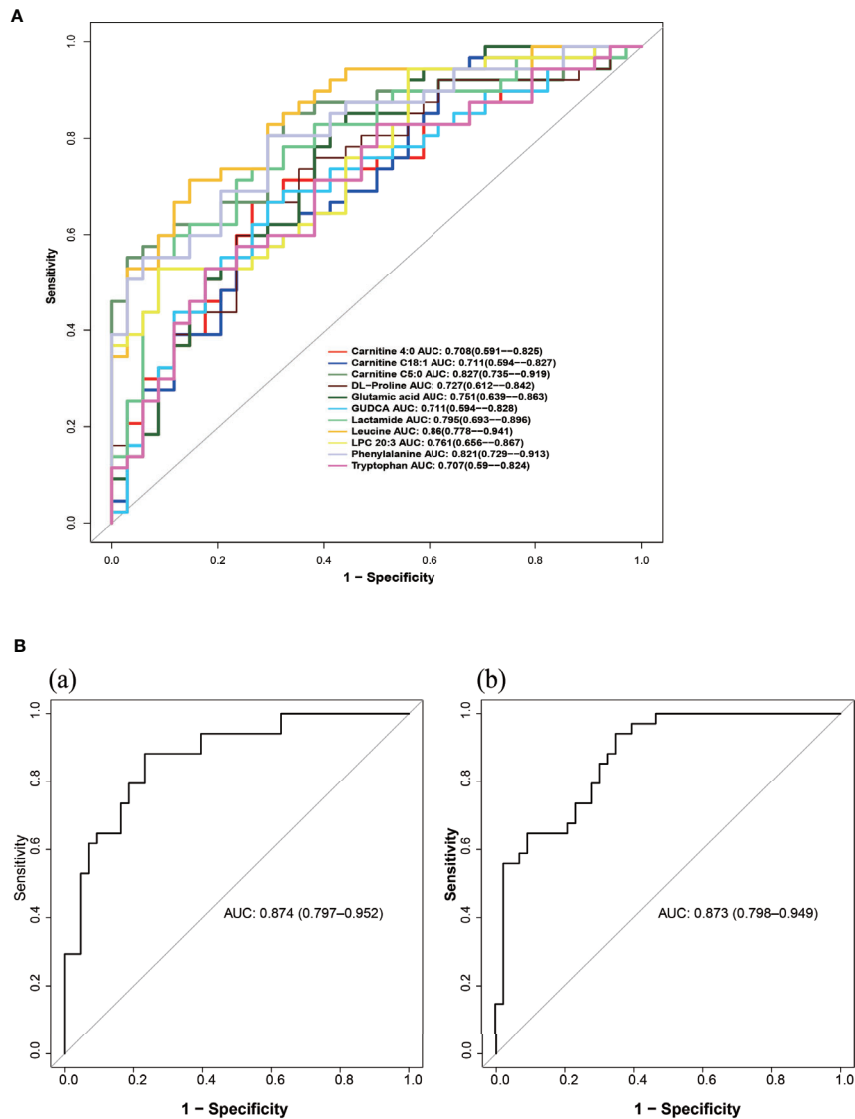 A
Sensitivity
0.0
0.2
0.4
0.6
0.8
1.0
Carnitine 4:0 AUC: 0.708(0.591−−0.825)
Carnitine C18:1 AUC: 0.711(0.594−−0.827)
Carnitine C5:0 AUC: 0.827(0.735−−0.919)
DL−Proline AUC: 0.727(0.612−−0.842)
Glutamic acid AUC: 0.751(0.639−−0.863)
GUDCA AUC: 0.711(0.594−−0.828)
Lactamide AUC: 0.795(0.693−−0.896)
Leucine AUC: 0.86(0.778−−0.941)
LPC 20:3 AUC: 0.761(0.656−−0.867)
Phenylalanine AUC: 0.821(0.729−−0.913)
Tryptophan AUC: 0.707(0.59−−0.824)
0.0 0.2 0.4 0.6 0.8 1.0
1 − Specificity
B
(a)
Sensitivity
0.0
0.2
0.4
0.6
0.8
1.0
AUC: 0.874 (0.797–0.952)
0.0 0.2 0.4 0.6 0.8 1.0
1 − Specificity
(b)
Sensitivity
0.0
0.2
0.4
0.6
0.8
1.0
AUC: 0.873 (0.798–0.949)
0.0 0.2 0.4 0.6 0.8 1.0
1 − Specificity